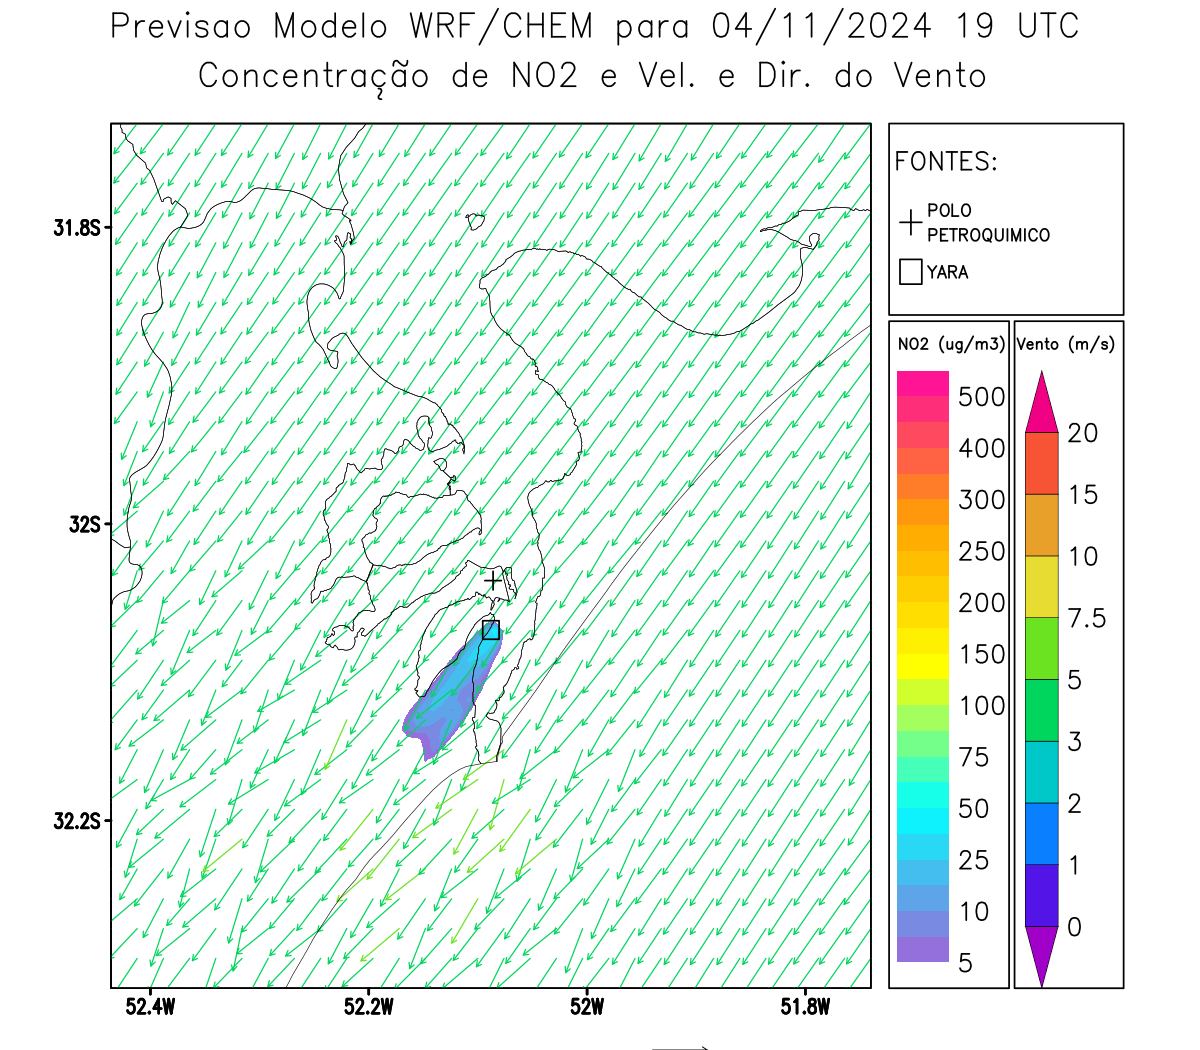 Previsao Modelo WRF/CHEM para 04/11/2024 19 UTC
Concentração de NO2 e Vel. e Dir. do Vento
FONTES:
POLO
PETROQUIMICO
YARA
NO2 (ug/m3)
500
400
300
250
200
150
100
75
50
25
10
5
Vento (m/s)
20
15
10
7.5
5
3
2
1
0
31.8S
32S
32.2S
52.4W
52.2W
52W
51.8W